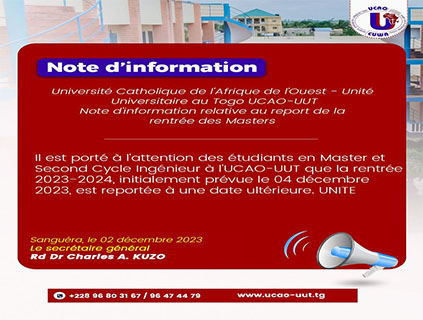 UCAO
U
CUWA
Note d'information
Université Catholique de l'Afrique de l'Ouest - Unité
Universitaire au Togo UCAO-UUT
Note d'information relative au report de la
rentrée des Masters
Il est porté à l'attention des étudiants en Master et
Second Cycle Ingénieur à l'UCAO-UUT que la rentrée
2023-2024, initialement prévue le 04 décembre
2023, est reportée à une date ultérieure. UNITE
Sanguéra, le 02 décembre 2023
Le secrétaire général
Rd Dr Charles A. KUZO
+228 96 80 31 67 / 96 47 44 79 www.ucao-uut.tg